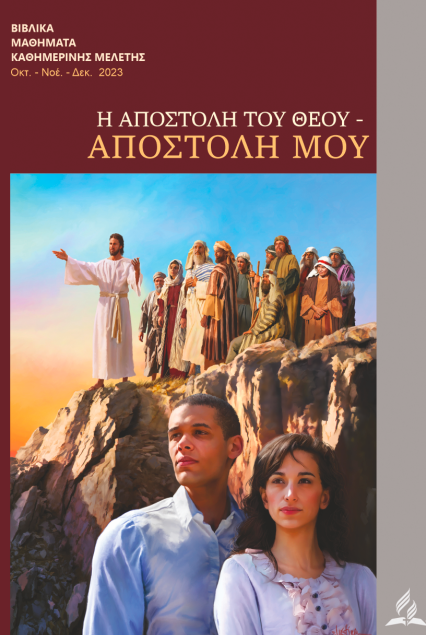 ΒΙΒΛΙΚΑ
ΜΑΘΗΜΑΤΑ
ΚΑΘΗΜΕΡΙΝΗΣ ΜΕΛΕΤΗΣ
Οκτ. - Νοέ. - Δεκ. 2023
Η ΑΠΟΣΤΟΛΗ ΤΟΥ ΘΕΟΥ -
ΑΠΟΣΤΟΛΗ ΜΟΥ